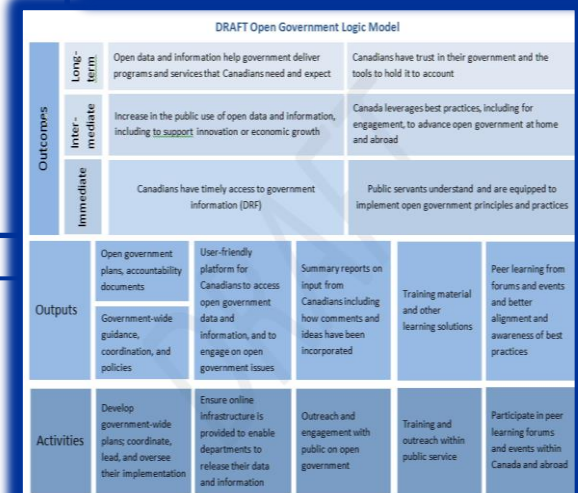 DRAFT Open Government Logic Model
Outcomes
Long-
term
Open data and information help government deliver
programs and services that Canadians need and expect
Canadians have trust in their government and the
tools to hold it to account
Inter-
mediate
Increase in the public use of open data and information,
including to support innovation or economic growth
Canada leverages best practices, including for
engagement, to advance open government at home
and abroad
Immediate
Canadians have timely access to government
information (DRF)
Public servants understand and are equipped to
implement open government principles and practices
Outputs
Open government
plans, accountability
documents
Government-wide
guidance,
coordination, and
policies
User-friendly
platform for
Canadians to access
open government
data and
information, and to
engage on open
government issues
Summary reports on
input from
Canadians including
how comments and
ideas have been
incorporated
Training material
and other
learning solutions
Peer learning from
forums and events
and better
alignment and
awareness of best
practices
Activities
Develop
government-wide
plans; coordinate,
lead, and oversee
their implementation
Ensure online
infrastructure is
provided to enable
departments to
release their data
and information
Outreach and
engagement with
public on open
government
Training and
outreach within
public service
Participate in peer
learning forums
and events within
Canada and abroad
DRAFT